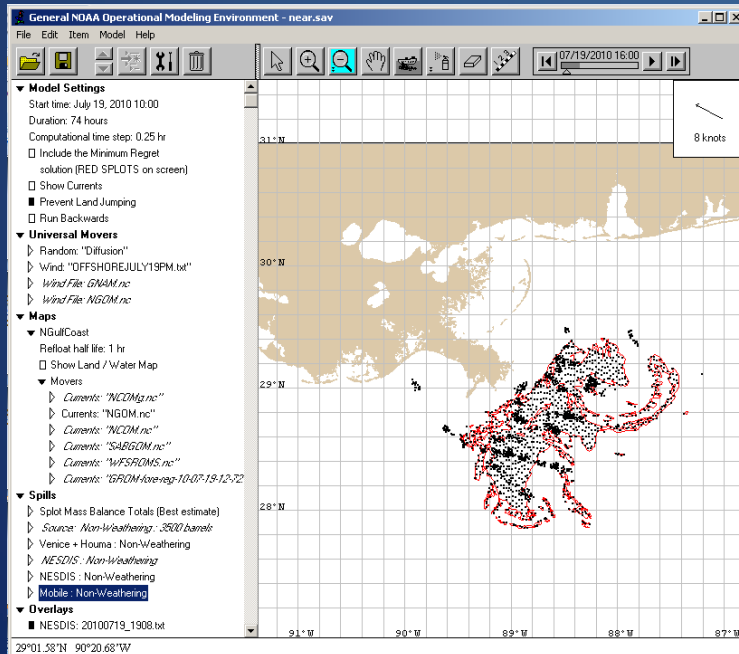 General NOAA Operational Modeling Environment - near.sav
File Edit Item Model Help
07/19/2010 16:00
Model Settings
Start time: July 19, 2010 10:00
Duration: 74 hours
Computational time step: 0.25 hr
Include the Minimum Regret
solution (RED SPLOTS on screen)
Show Currents
Prevent Land Jumping
Run Backwards
Universal Movers
Random: "Diffusion"
Wind: "OFFSHOREJULY19PM.txt"
Wind File: GNAM.nc
Wind File: NGOM.nc
Maps
NGulfCoast
Refloat half life: 1 hr
Show Land / Water Map
Movers
Currents: "NCOMg.nc"
Currents: "NGOM.nc"
Currents: "NCOM.nc"
Currents: "SABGOM.nc"
Currents: "WFSROMS.nc"
Currents: "GROM-fore-reg-10-07-19-12-72
Spills
Splot Mass Balance Totals (Best estimate)
Source: Non-Weathering : 3500 barrels
Venice + Houma : Non-Weathering
NESDIS : Non-Weathering
NESDIS : Non-Weathering
Mobile : Non-Weathering
Overlays
NESDIS: 20100719_1908.txt
29°01.58'N 90°20.68'W
8 knots
31°N
30°N
29°N
28°N
91°W 90°W 89°W 88°W 87°W